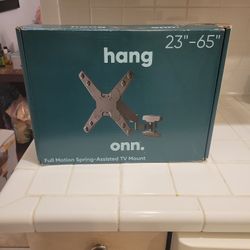 hang
23"-65"
onn.
Full Motion Spring-Assisted TV Mount